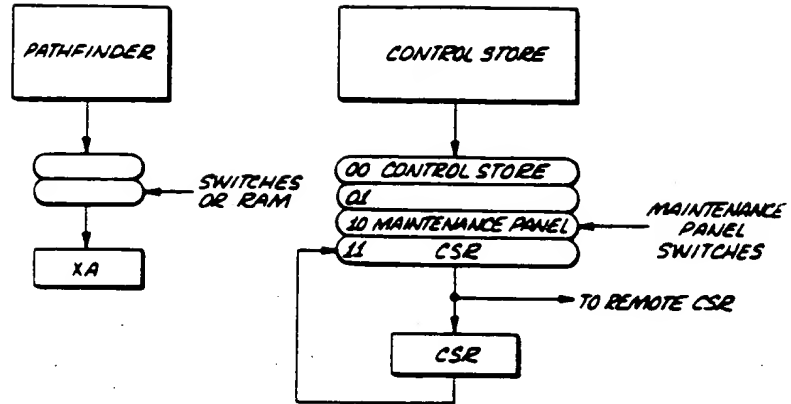 PATHFINDER
CONTROL STORE
SWITCHES
OR RAM
XA
00 CONTROL STORE
01
10 MAINTENANCE PANEL
11 CSR
MAINTENANCE
PANEL
SWITCHES
TO REMOTE CSR
CSR